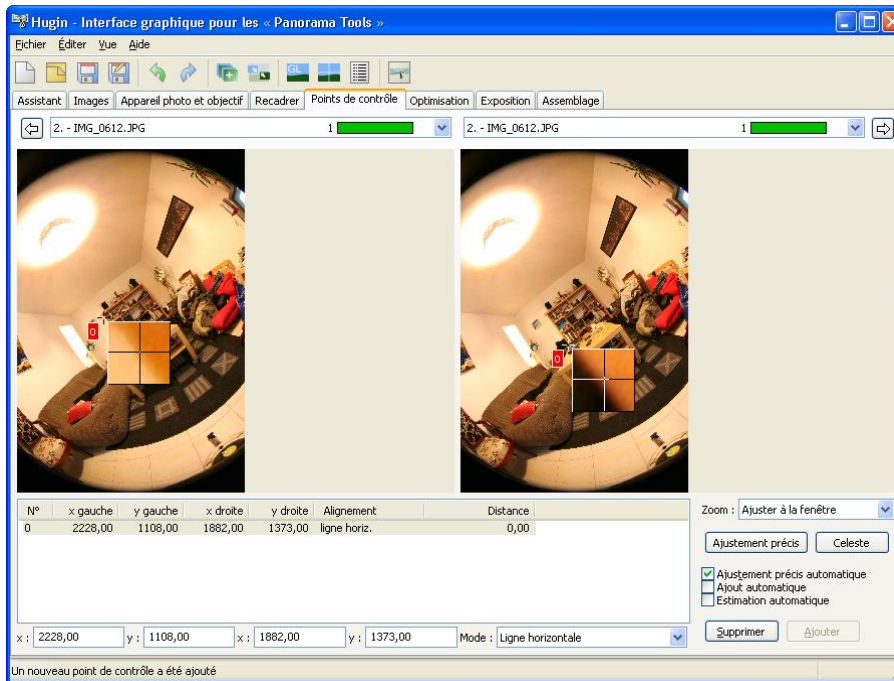 Hugin - Interface graphique pour les « Panorama Tools »
Fichier Éditer Vue Aide
GL
Assistant Images Appareil photo et objectif Recadrer Points de contrôle Optimisation Exposition Assemblage
2. - IMG_0612.JPG 1 2. - IMG_0612.JPG 1
0 0
N° x gauche y gauche x droite y droite Alignement Distance
0 2228,00 1108,00 1882,00 1373,00 ligne horiz. 0,00
Zoom : Ajuster à la fenêtre
Ajustement précis Celeste
Ajustement précis automatique
Ajout automatique
Estimation automatique
x : 2228,00 y : 1108,00 x : 1882,00 y : 1373,00 Mode : Ligne horizontale
Supprimer Ajouter
Un nouveau point de contrôle a été ajouté